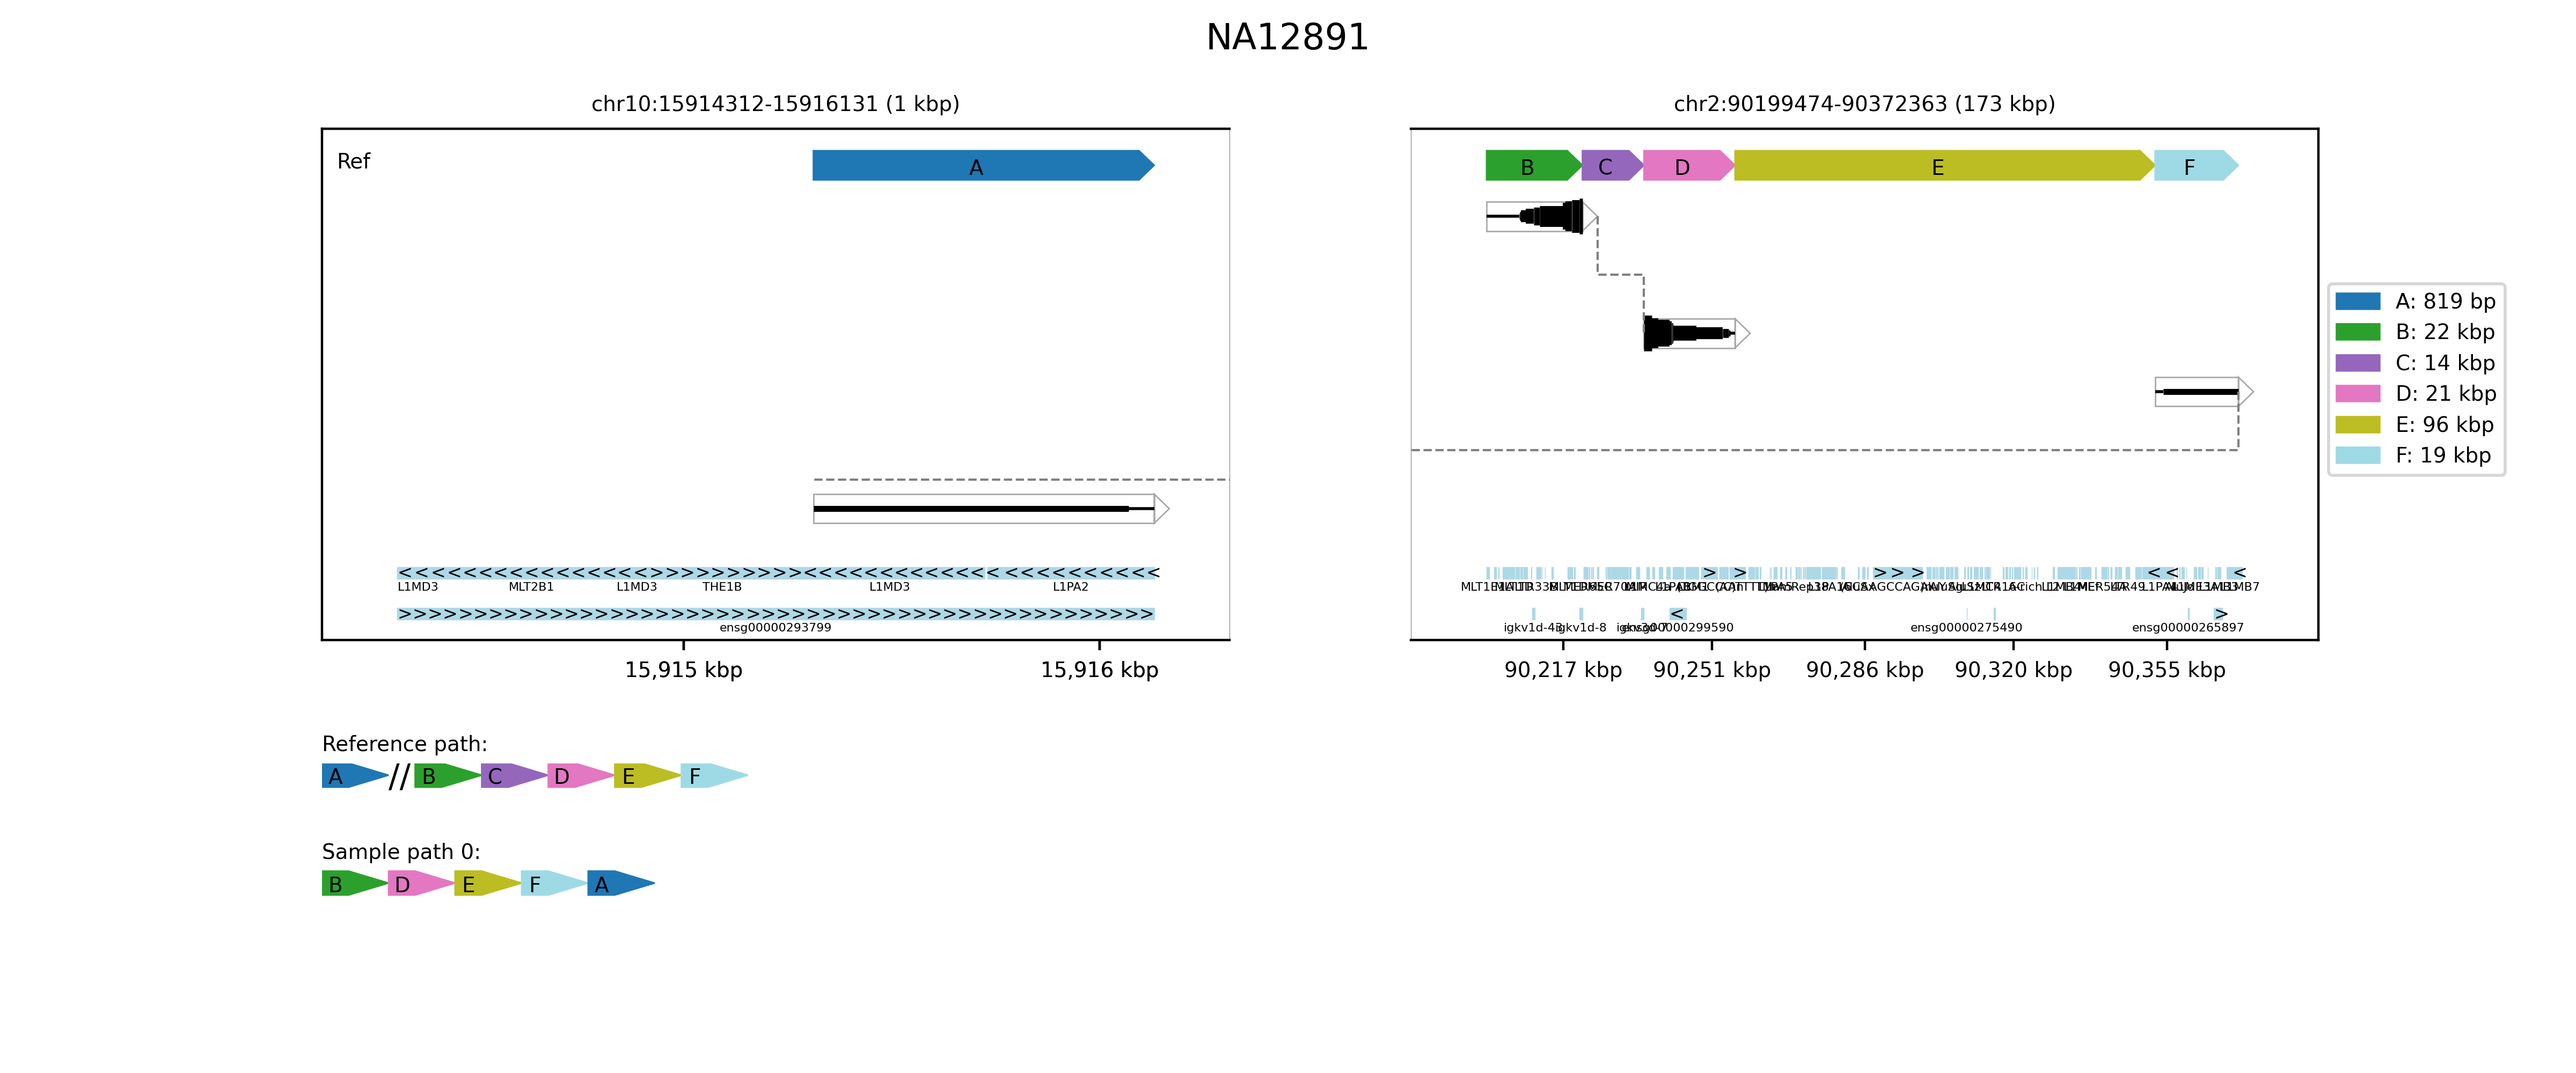 NA12891
chr10:15914312-15916131 (1 kbp)
chr2:90199474-90372363 (173 kbp)
Ref
A
B C D E F
A: 819 bp
B: 22 kbp
C: 14 kbp
D: 21 kbp
E: 96 kbp
F: 19 kbp
L1MD3 MLT2B1 L1MD3 THE1B L1MD3 L1PA2
ensg00000293799
igkv1d-8 ensg00000275490 ensg00000265897
15,915 kbp 15,916 kbp
90,217 kbp 90,251 kbp 90,286 kbp 90,320 kbp 90,355 kbp
Reference path:
A // B C D E F
Sample path 0:
B D E F A